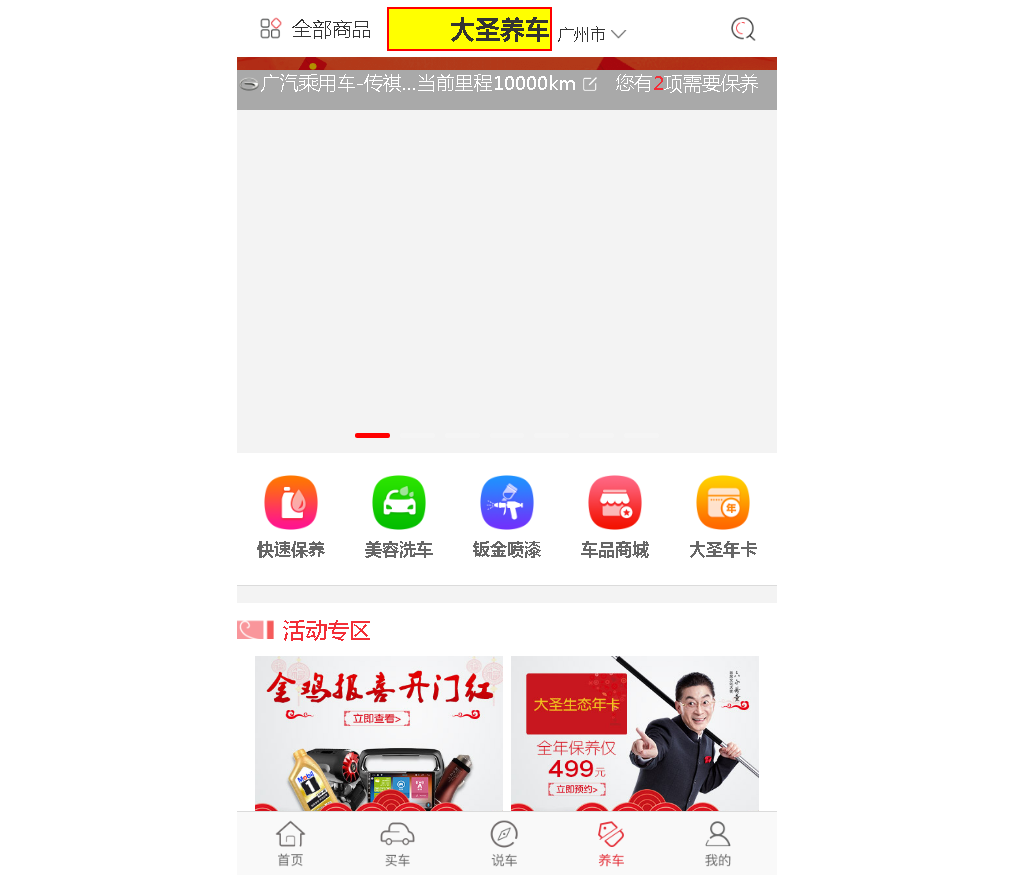 全部商品 大圣养车 广州市
广汽乘用车-传祺...当前里程10000km 您有2项需要保养
快速保养 美容洗车 钣金喷漆 车品商城 大圣年卡
活动专区
金鸡报喜开门红
立即查看>
Mobil
1
大圣生态年卡
全年保养仅
499元
立即预约>
六小龄童
首页 买车 说车 养车 我的